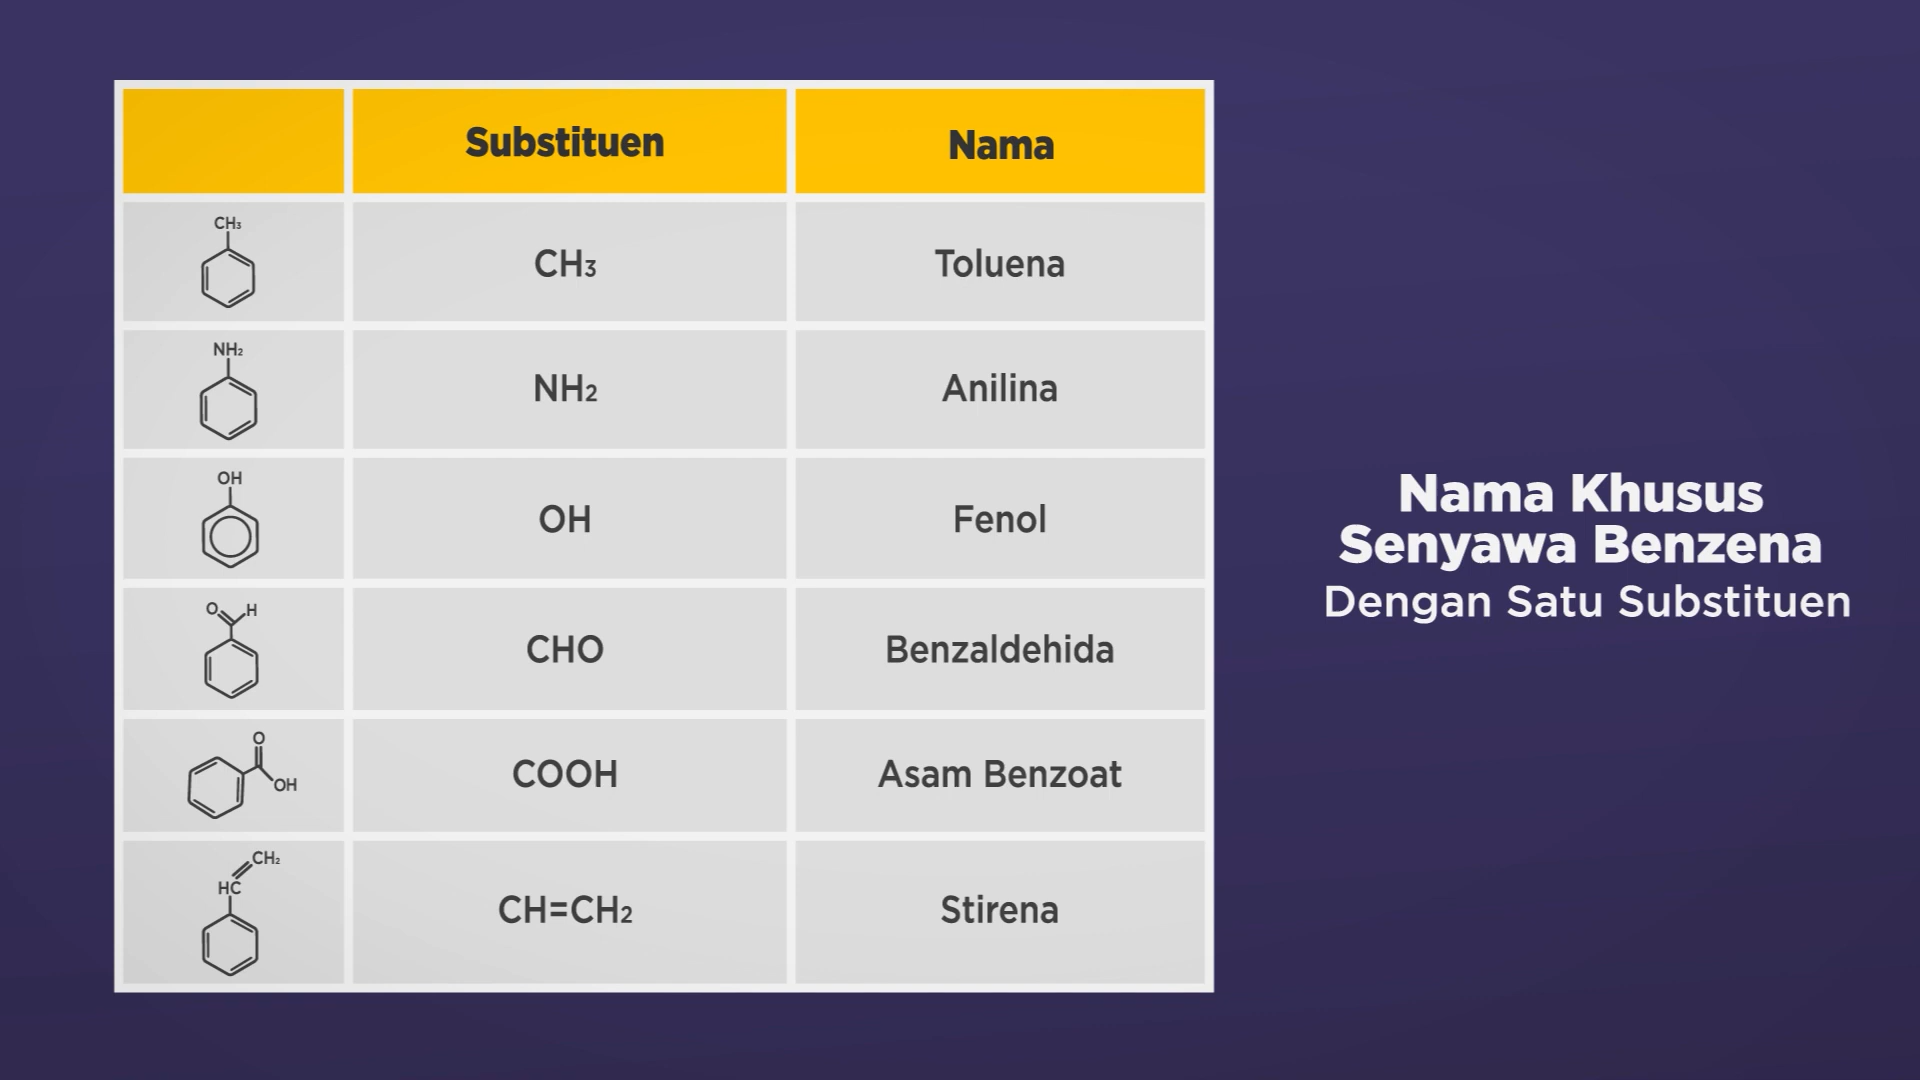 Substituen
Nama
CH₃
CH₃
Toluena
NH₂
NH₂
Anilina
OH
OH
Fenol
O
H
CHO
Benzaldehida
O
OH
COOH
Asam Benzoat
CH₂
HC
CH=CH₂
Stirena
Nama Khusus
Senyawa Benzena
Dengan Satu Substituen